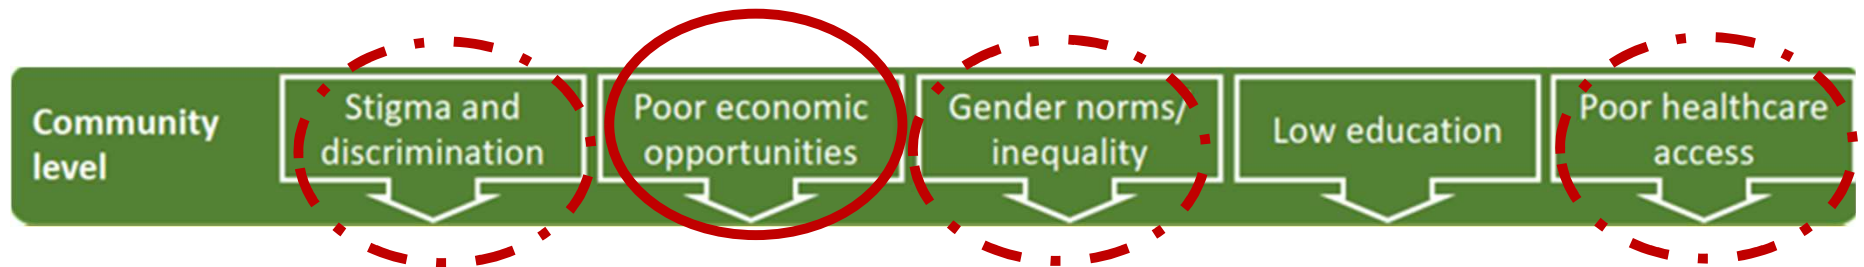 Community
level
Stigma and
discrimination
Poor economic
opportunities
Gender norms/
inequality
Low education
Poor healthcare
access